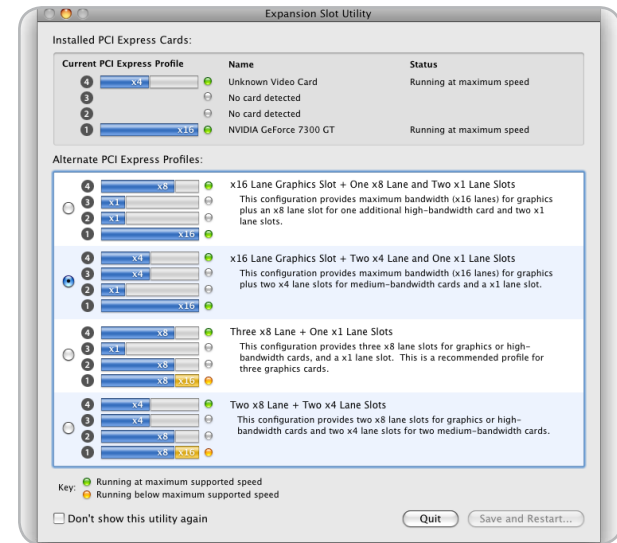 Expansion Slot Utility
Installed PCI Express Cards:
Current PCI Express Profile Name Status
4 x4 Unknown Video Card Running at maximum speed
3 No card detected
2 No card detected
1 x16 NVIDIA GeForce 7300 GT Running at maximum speed
Alternate PCI Express Profiles:
4 x8
3 x1
2 x1
1 x16
x16 Lane Graphics Slot + One x8 Lane and Two x1 Lane Slots
This configuration provides maximum bandwidth (x16 lanes) for graphics
plus an x8 lane slot for one additional high-bandwidth card and two x1
lane slots.
4 x4
3 x4
2 x1
1 x16
x16 Lane Graphics Slot + Two x4 Lane and One x1 Lane Slots
This configuration provides maximum bandwidth (x16 lanes) for graphics
plus two x4 lane slots for medium-bandwidth cards and a x1 lane slot.
4 x8
3 x1
2 x8
1 x8 x16
Three x8 Lane + One x1 Lane Slots
This configuration provides three x8 lane slots for graphics or high-
bandwidth cards, and a x1 lane slot. This is a recommended profile for
three graphics cards.
4 x4
3 x4
2 x8
1 x8 x16
Two x8 Lane + Two x4 Lane Slots
This configuration provides two x8 lane slots for graphics or high-
bandwidth cards and two x4 lane slots for two medium-bandwidth cards.
Key: Running at maximum supported speed
Running below maximum supported speed
Don't show this utility again
Quit
Save and Restart...